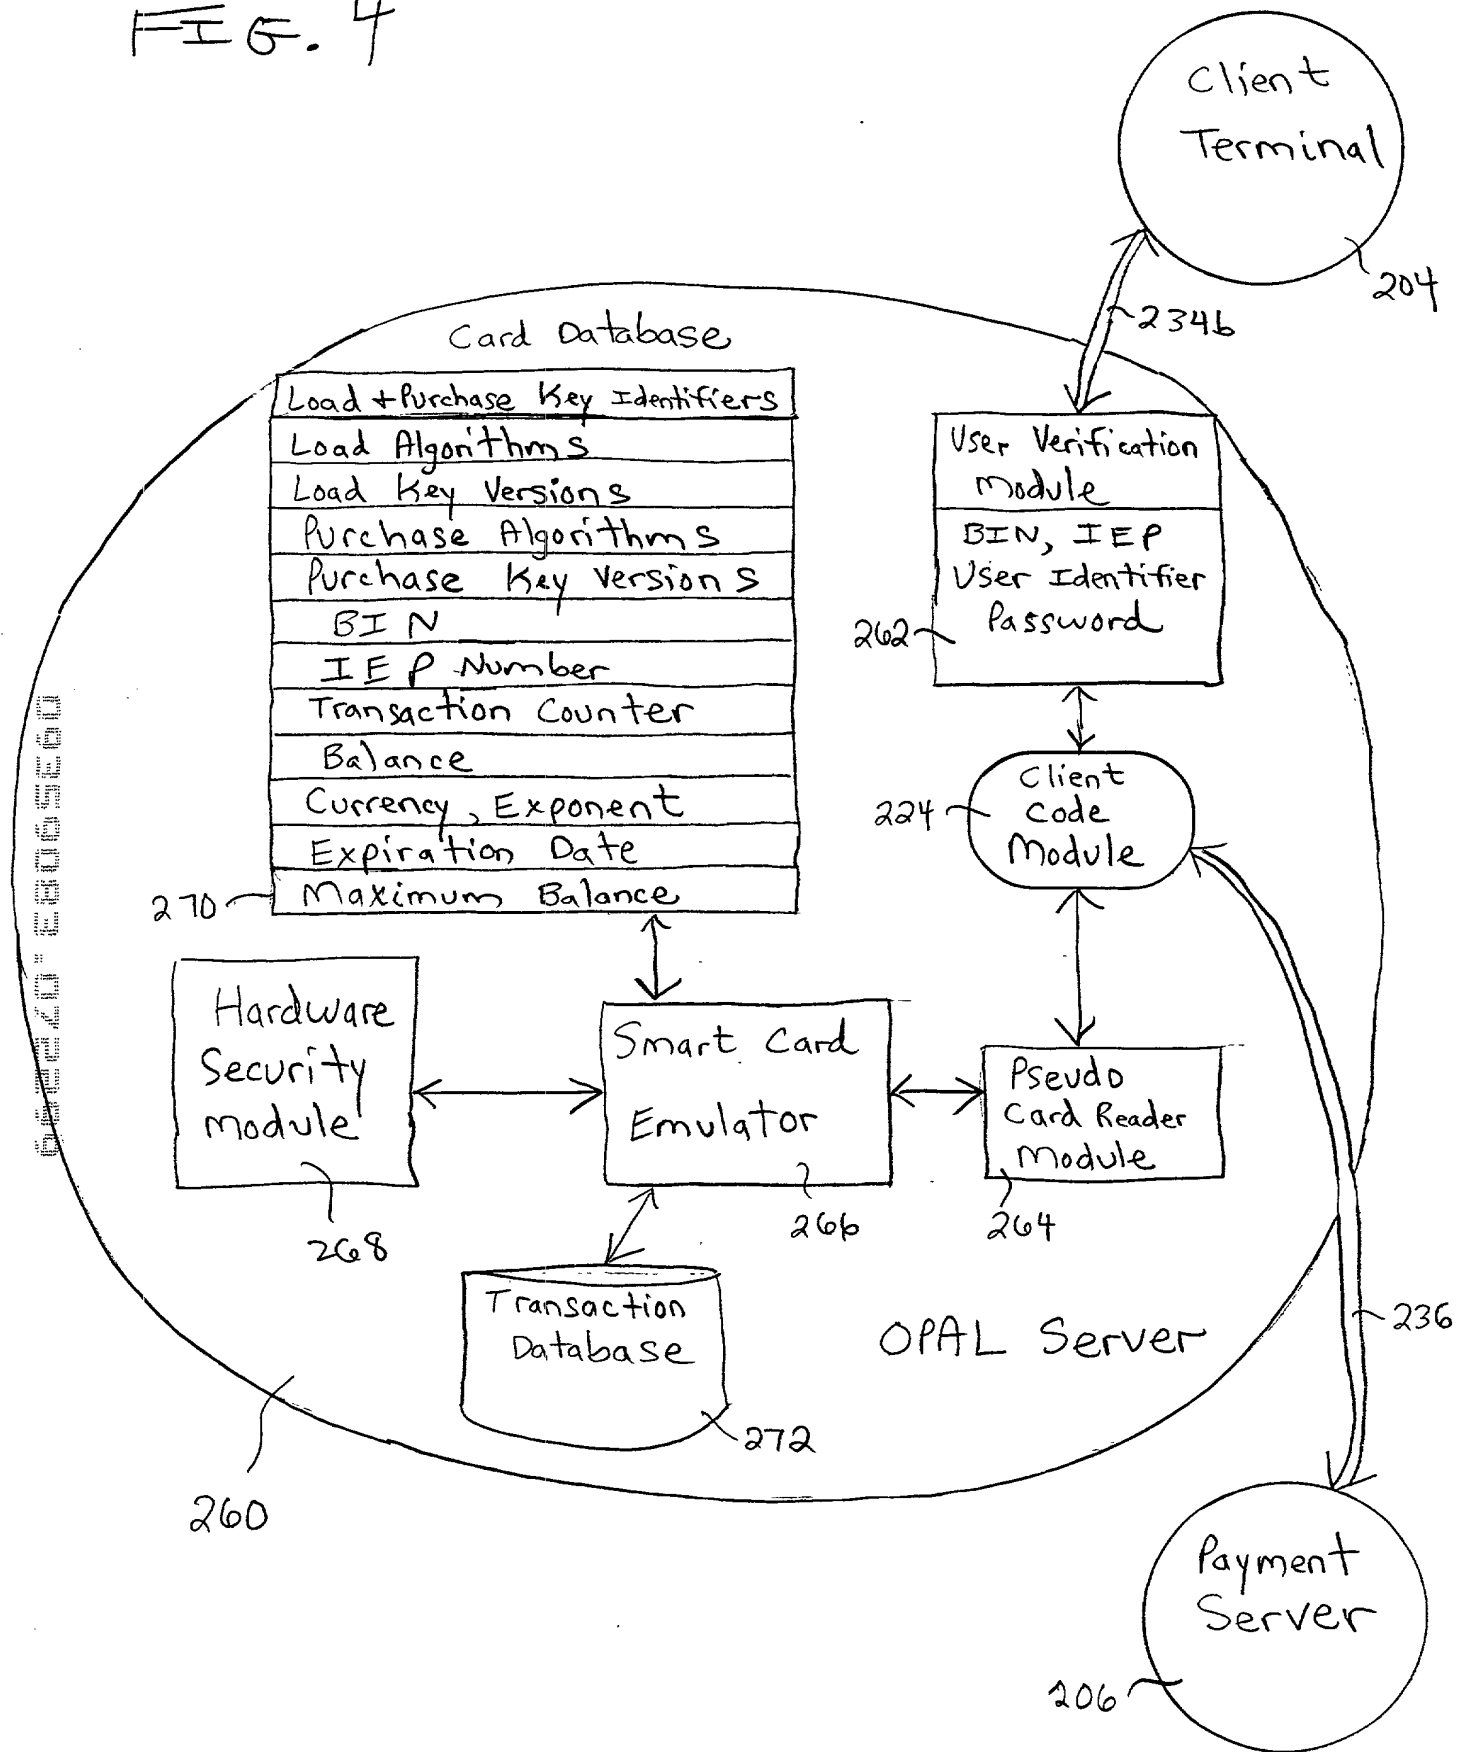 FIG. 4
Client
Terminal
204
234b
Card Database
Load + Purchase Key Identifiers
Load Algorithms
Load Key Versions
Purchase Algorithms
Purchase Key Versions
BIN
IEP Number
Transaction Counter
Balance
Currency, Exponent
Expiration Date
Maximum Balance
270
User Verification
Module
BIN, IEP
User Identifier
Password
262
Client
Code
Module
224
Hardware
Security
Module
268
Smart Card
Emulator
266
Pseudo
Card Reader
Module
264
Transaction
Database
272
OPAL Server
236
260
Payment
Server
206